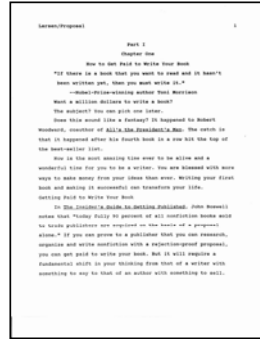 Larsen/Proposal 1
Part I
Chapter One
How to Get Paid to Write Your Book
"If there is a book that you want to read and it hasn't
been written yet, then you must write it."
--Nobel-Prize-winning author Toni Morrison
Want a million dollars to write a book?
The subject? You can pick one later.
Does this sound like a fantasy? It happened to Robert
Woodward, coauthor of All's the President's Men. The catch is
that it happened after his fourth book in a row hit the top of
the best-seller list.
Now is the most amazing time ever to be alive and a
wonderful time for you to be a writer. You are blessed with more
ways to make money from your ideas than ever. Writing your first
book and making it successful can transform your life.
Getting Paid to Write Your Book
In The Insider's Guide to Getting Published, John Boswell
notes that "today fully 90 percent of all nonfiction books sold
to trade publishers are acquired on the basis of a proposal
alone." If you can prove to a publisher that you can research,
organize and write nonfiction with a rejection-proof proposal,
you can get paid to write your book. But it will require a
fundamental shift in your thinking from that of a writer with
something to say to that of an author with something to sell.